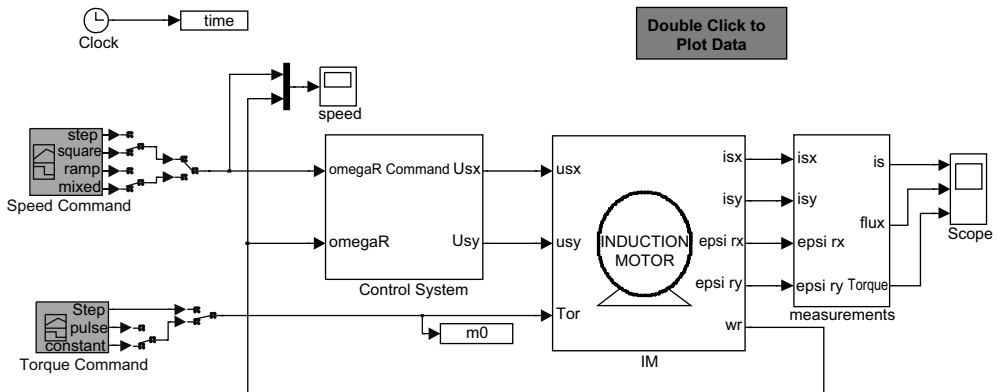 Clock
time
Double Click to
Plot Data
speed
step
square
ramp
mixed
Speed Command
omegaR Command
Usx
omegaR
Usy
Control System
usx
usy
Tor
INDUCTION
MOTOR
isx
isy
epsi rx
epsi ry
wr
IM
isx
isy
epsi rx
epsi ry
is
flux
Torque
measurements
Scope
Step
pulse
constant
Torque Command
m0